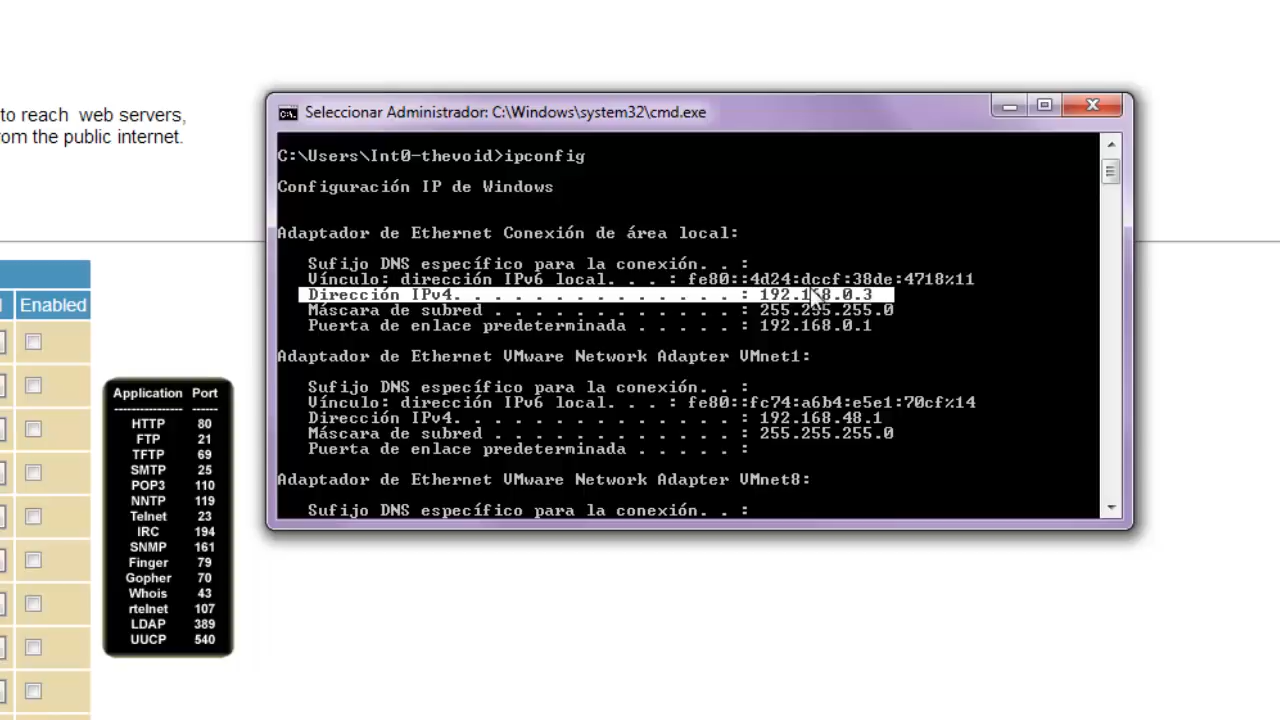 to reach web servers,
om the public internet.
Enabled
Application Port
---------------- ------
HTTP 80
FTP 21
TFTP 69
SMTP 25
POP3 110
NNTP 119
Telnet 23
IRC 194
SNMP 161
Finger 79
Gopher 70
Whois 43
rtelnet 107
LDAP 389
UUCP 540
Seleccionar Administrador: C:\Windows\system32\cmd.exe
C:\Users\Int0-thevoid>ipconfig
Configuración IP de Windows
Adaptador de Ethernet Conexión de área local:
Sufijo DNS específico para la conexión. . :
Vínculo: dirección IPv6 local. . . : fe80::4d24:dccf:38de:4718%11
Dirección IPv4. . . . . . . . . . . . . . : 192.168.0.3
Máscara de subred . . . . . . . . . . . . : 255.255.255.0
Puerta de enlace predeterminada . . . . . : 192.168.0.1
Adaptador de Ethernet VMware Network Adapter VMnet1:
Sufijo DNS específico para la conexión. . :
Vínculo: dirección IPv6 local. . . : fe80::fc74:a6b4:e5e1:70cf%14
Dirección IPv4. . . . . . . . . . . . . . : 192.168.48.1
Máscara de subred . . . . . . . . . . . . : 255.255.255.0
Puerta de enlace predeterminada . . . . . :
Adaptador de Ethernet VMware Network Adapter VMnet8:
Sufijo DNS específico para la conexión. . :